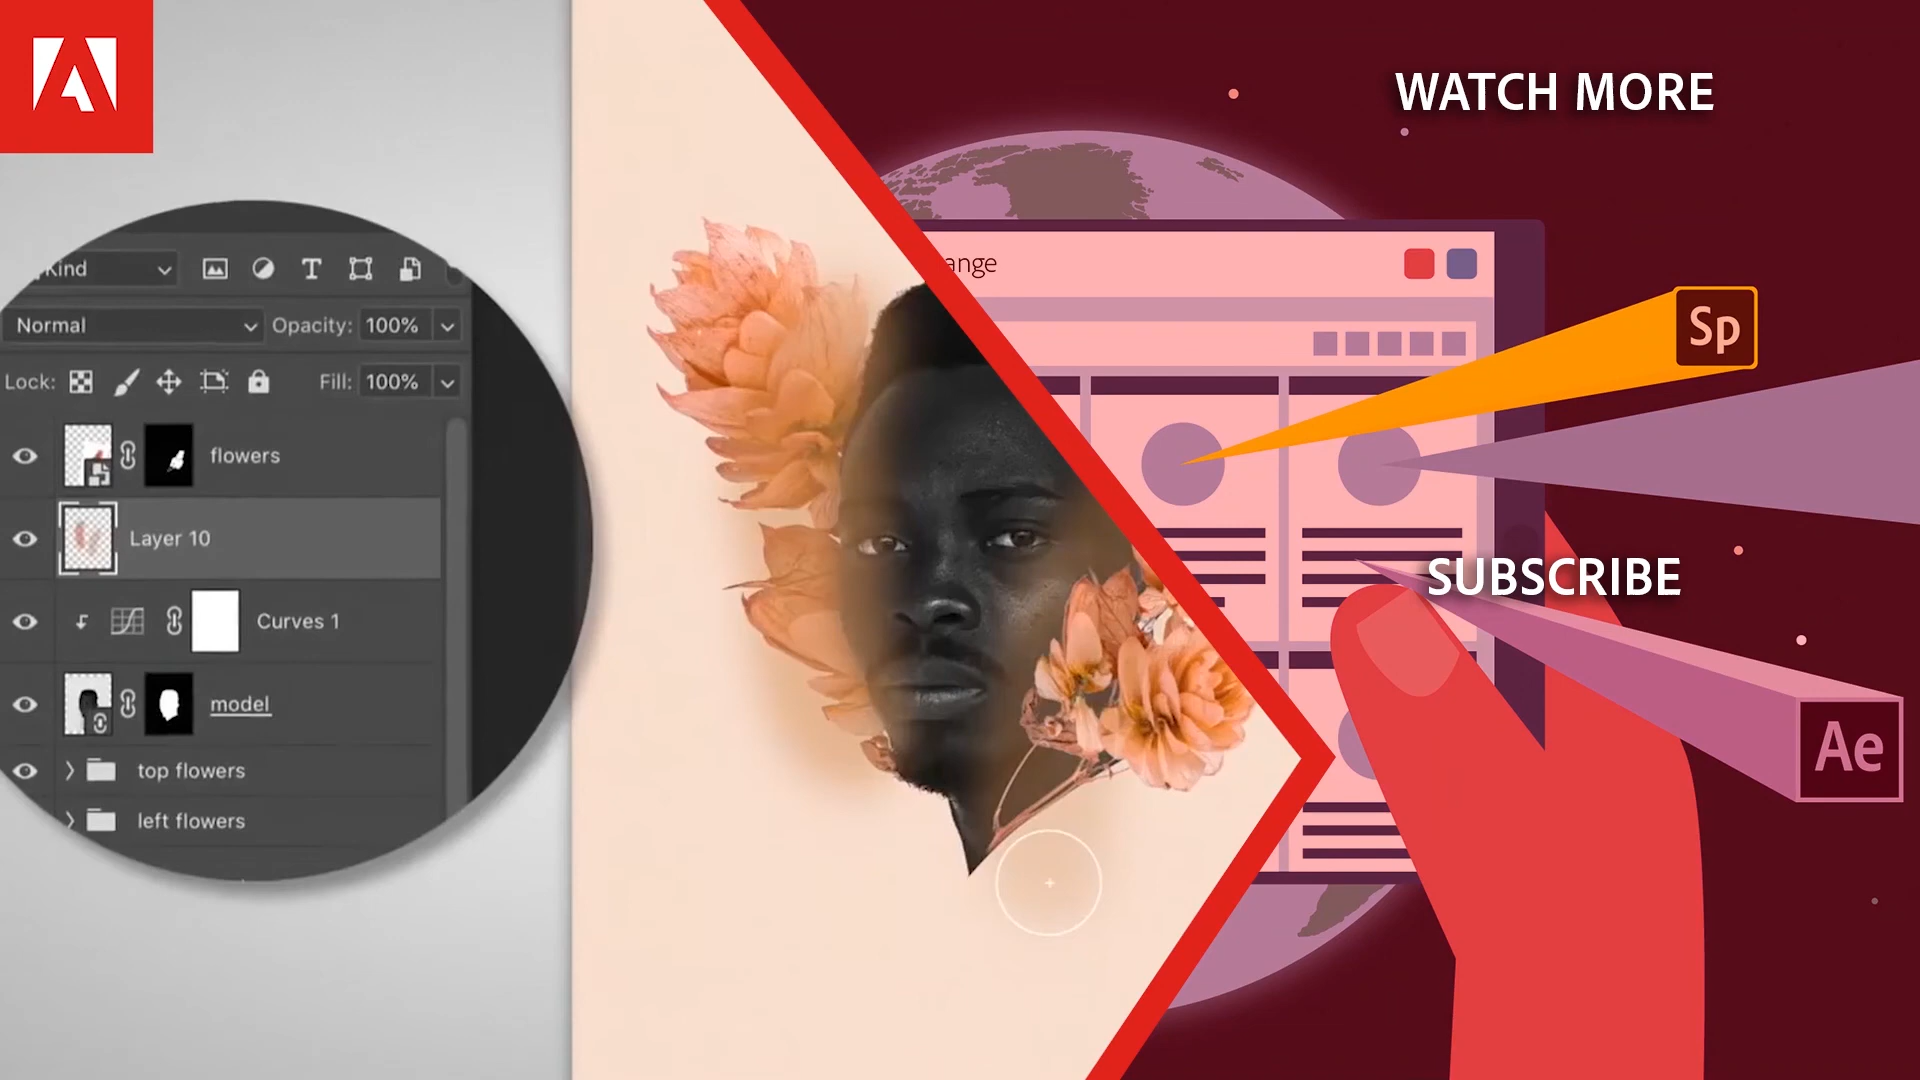 Kind
Normal
Opacity: 100%
Lock:
Fill: 100%
flowers
Layer 10
Curves 1
model
top flowers
left flowers
ange
WATCH MORE
Sp
SUBSCRIBE
Ae